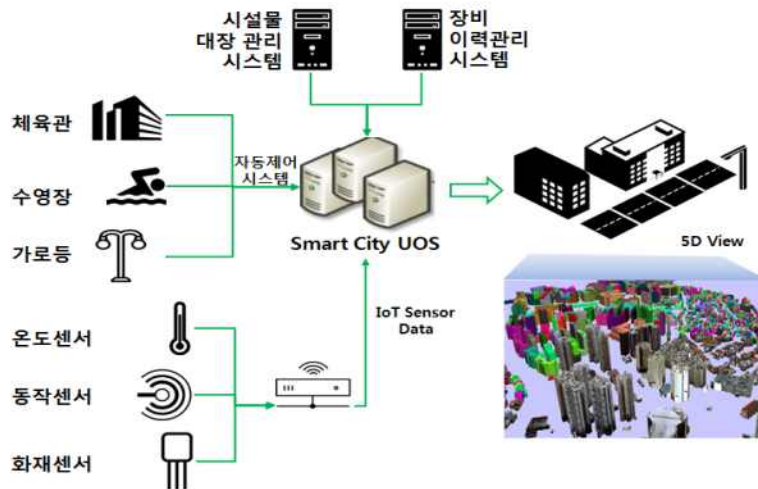 시설물
대장 관리
시스템
장비
이력관리
시스템
체육관
수영장
가로등
자동제어
시스템
Smart City UOS
5D View
IoT Sensor
Data
온도센서
동작센서
화재센서